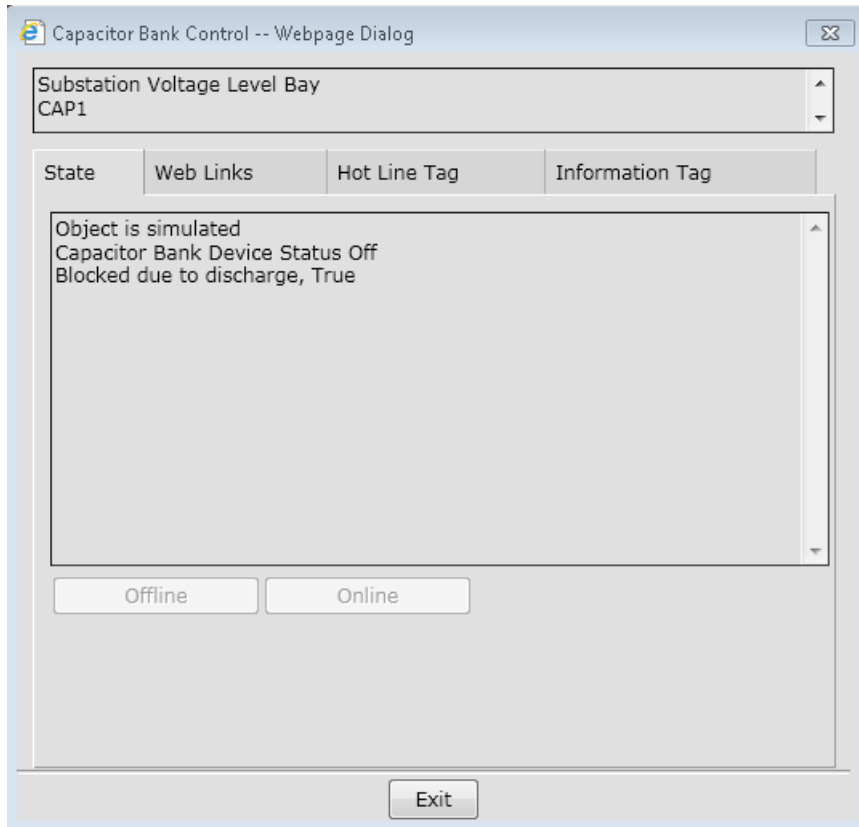 Capacitor Bank Control -- Webpage Dialog
Substation Voltage Level Bay
CAP1
State Web Links Hot Line Tag Information Tag
Object is simulated
Capacitor Bank Device Status Off
Blocked due to discharge, True
Offline Online
Exit